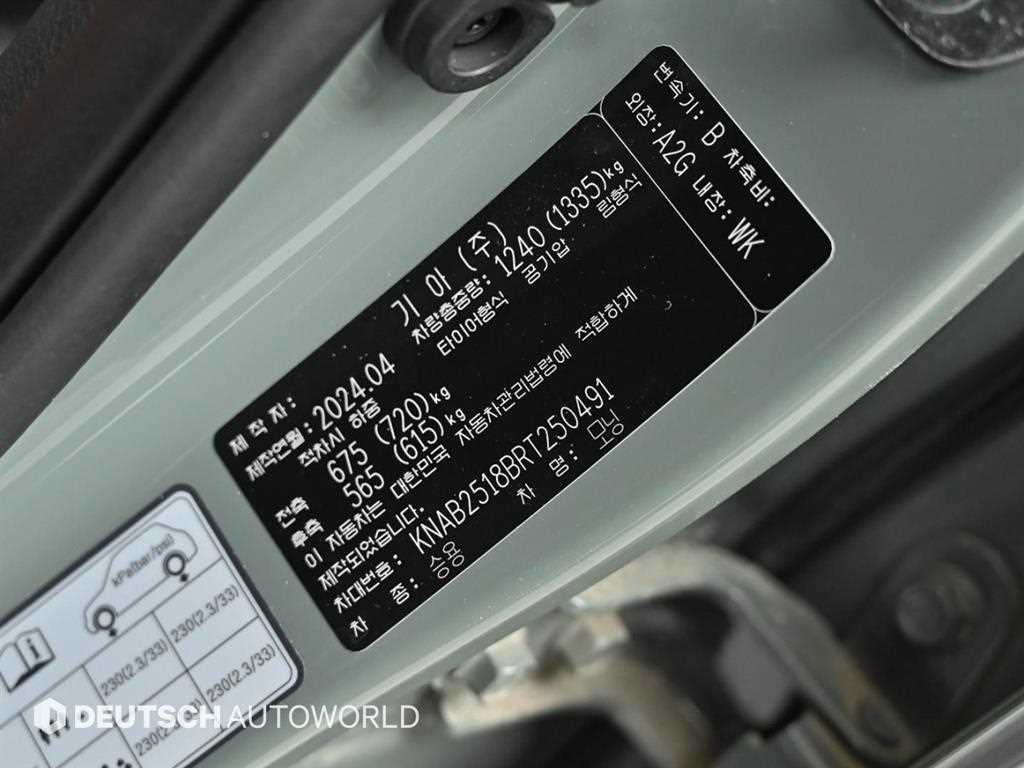 변속기: B 차축비:
외장: A2G 내장: WK
제작자: 기아 (주)
제작연월: 2024.04 차량총중량: 1240 (1335)kg
적차시 하중 타이어형식 공기압 림형식
전축 675 (720)kg
후축 565 (615)kg
이 자동차는 대한민국 자동차관리법령에 적합하게
제작되었습니다.
차대번호: KNAB2518BRT250491
차 종: 승용 차 명: 모닝
kPa(bar/psi)
230(2.3/33) 230(2.3/33)
230(2.3/33)
DEUTSCH AUTOWORLD